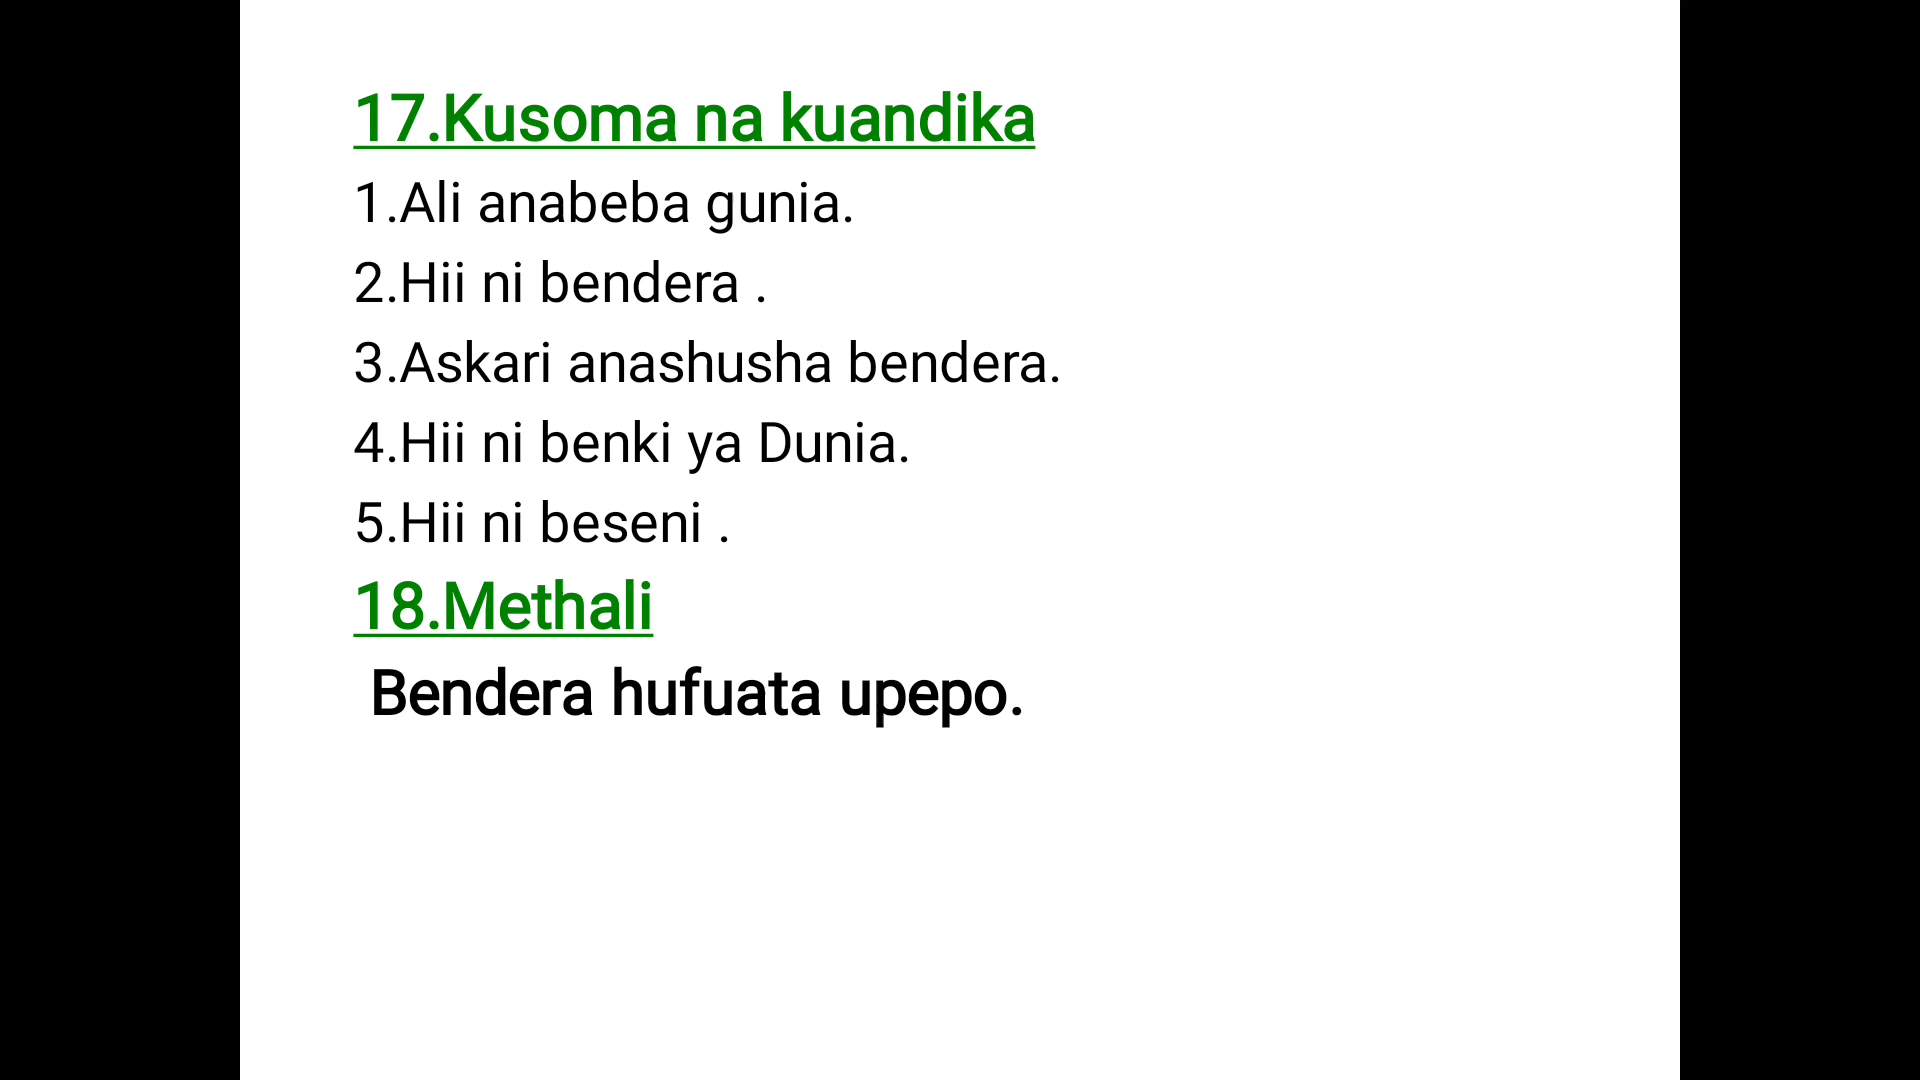 17.Kusoma na kuandika
1.Ali anabeba gunia.
2.Hii ni bendera .
3.Askari anashusha bendera.
4.Hii ni benki ya Dunia.
5.Hii ni beseni .
18.Methali
Bendera hufuata upepo.